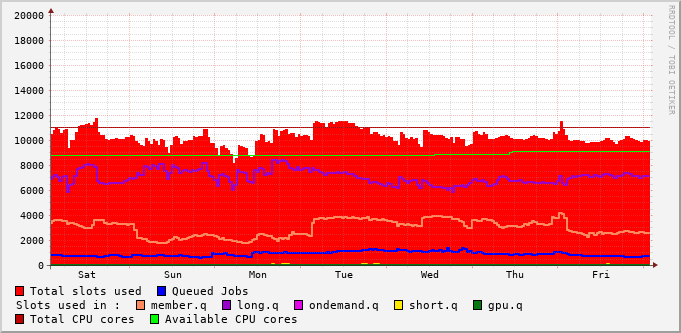 RRDTOOL / TOBI OETIKER
20000
18000
16000
14000
12000
10000
8000
6000
4000
2000
0
Sat Sun Mon Tue Wed Thu Fri
Total slots used Queued Jobs
Slots used in : member.q long.q ondemand.q short.q gpu.q
Total CPU cores Available CPU cores